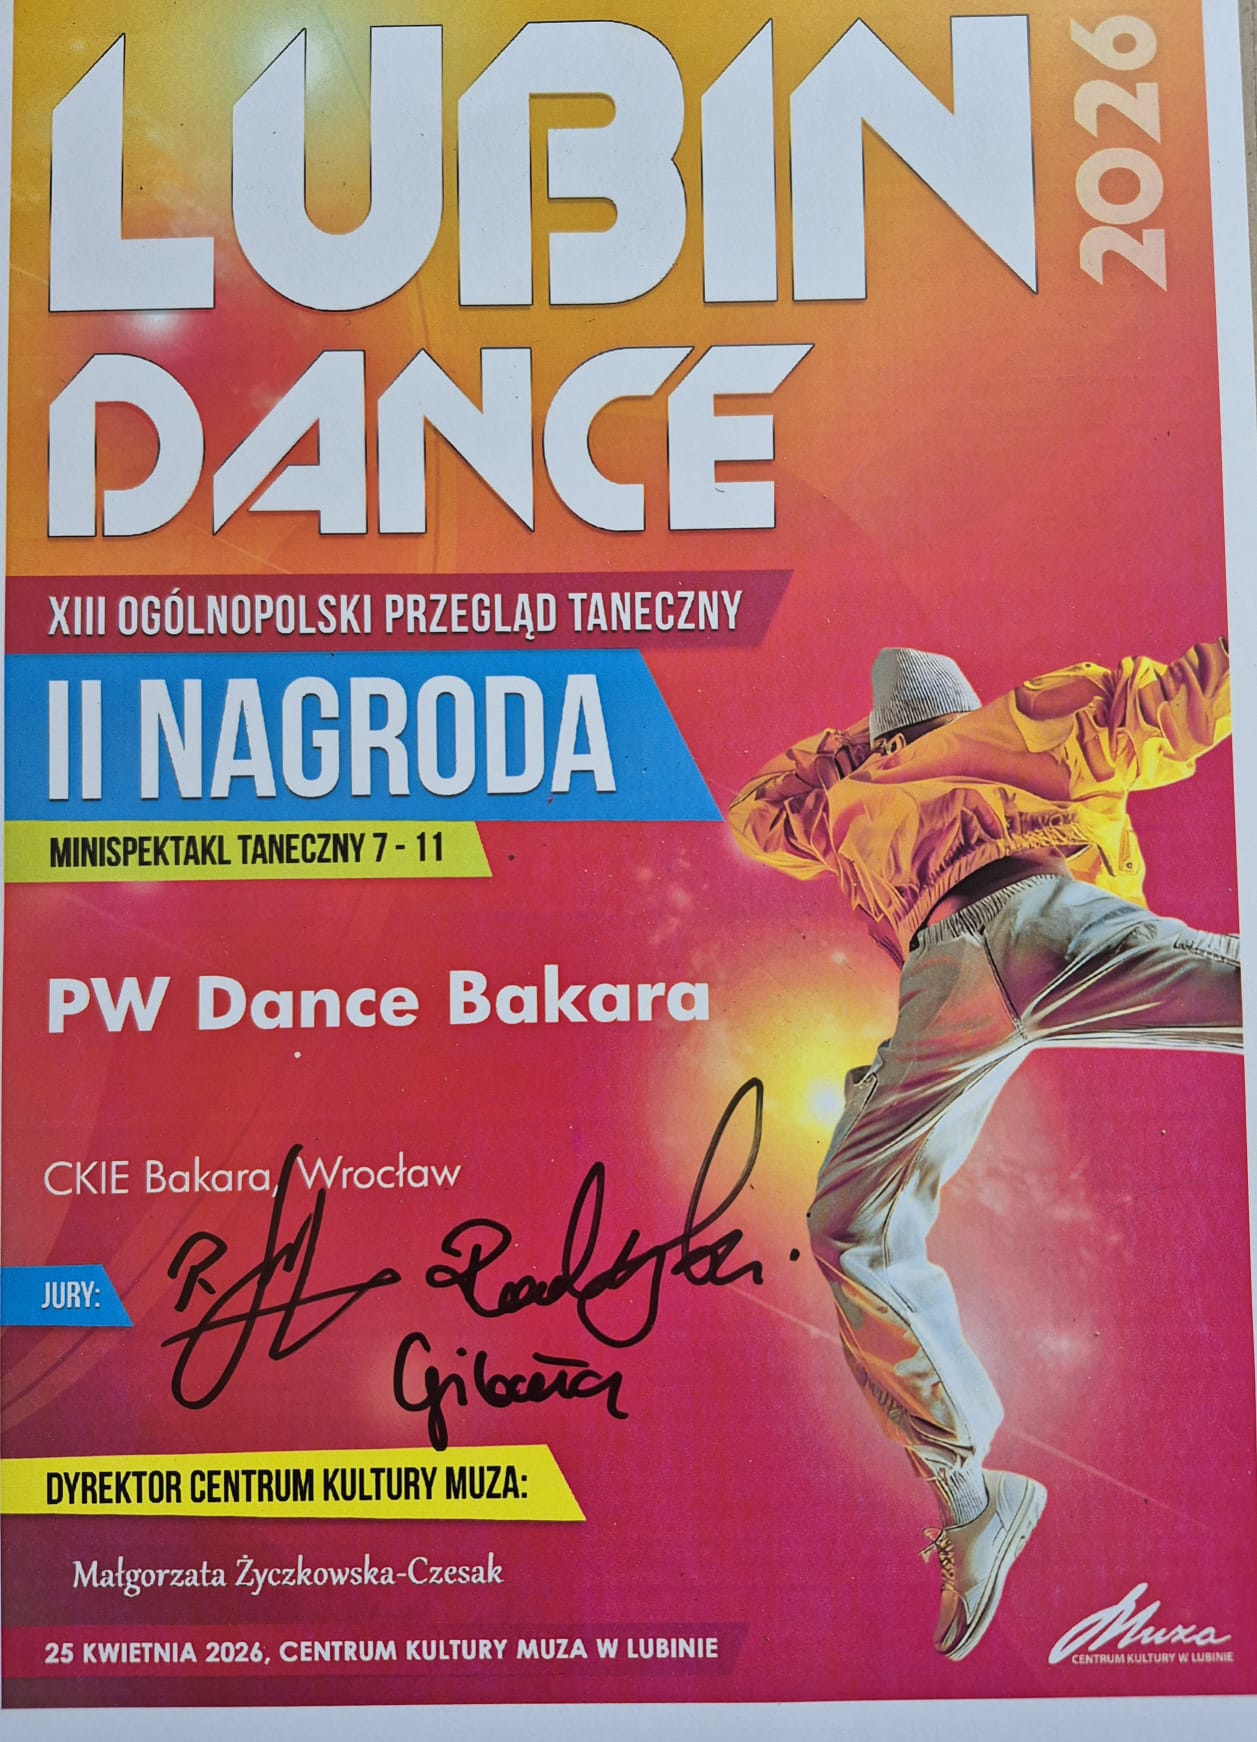 LUBIN
2026
DANCE
XIII OGÓLNOPOLSKI PRZEGLĄD TANECZNY
II NAGRODA
MINISPEKTAKL TANECZNY 7 - 11
PW Dance Bakara
CKIE Bakara, Wrocław
JURY:
Gibała
DYREKTOR CENTRUM KULTURY MUZA:
Małgorzata Życzkowska-Czesak
25 KWIETNIA 2026, CENTRUM KULTURY MUZA W LUBINIE
Muza
CENTRUM KULTURY W LUBINIE